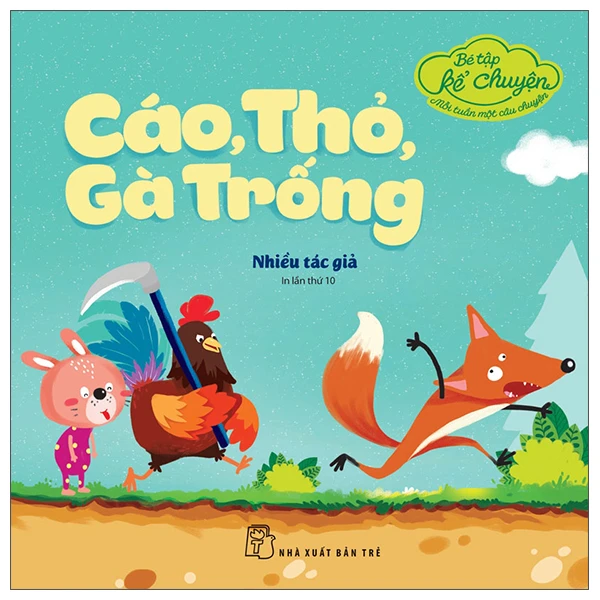 Bé tập
kể chuyện
Mỗi tuần một câu chuyện
Cáo, Thỏ,
Gà Trống
Nhiều tác giả
In lần thứ 10
T
NHÀ XUẤT BẢN TRẺ